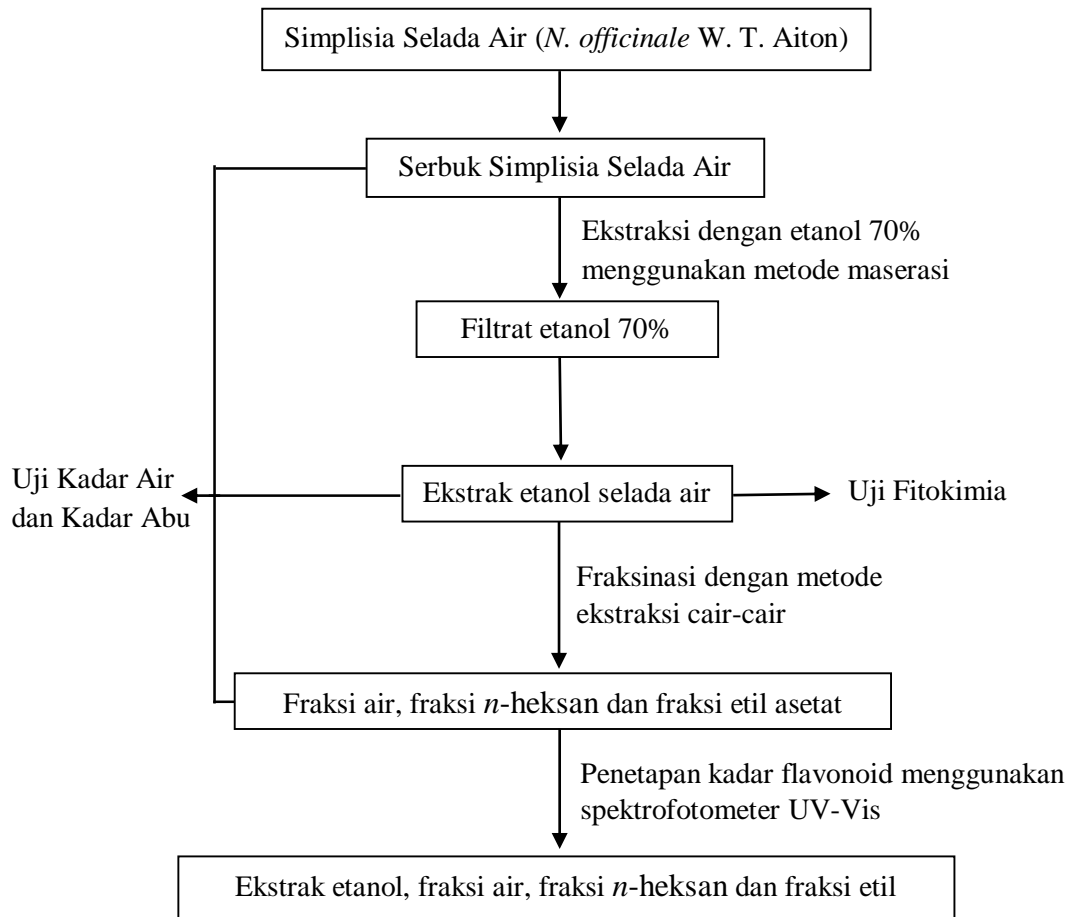 Simplisia Selada Air (N. officinale W. T. Aiton)
Serbuk Simplisia Selada Air
Ekstraksi dengan etanol 70%
menggunakan metode maserasi
Filtrat etanol 70%
Uji Kadar Air
dan Kadar Abu
Ekstrak etanol selada air
Uji Fitokimia
Fraksinasi dengan metode
ekstraksi cair-cair
Fraksi air, fraksi n-heksan dan fraksi etil asetat
Penetapan kadar flavonoid menggunakan
spektrofotometer UV-Vis
Ekstrak etanol, fraksi air, fraksi n-heksan dan fraksi etil